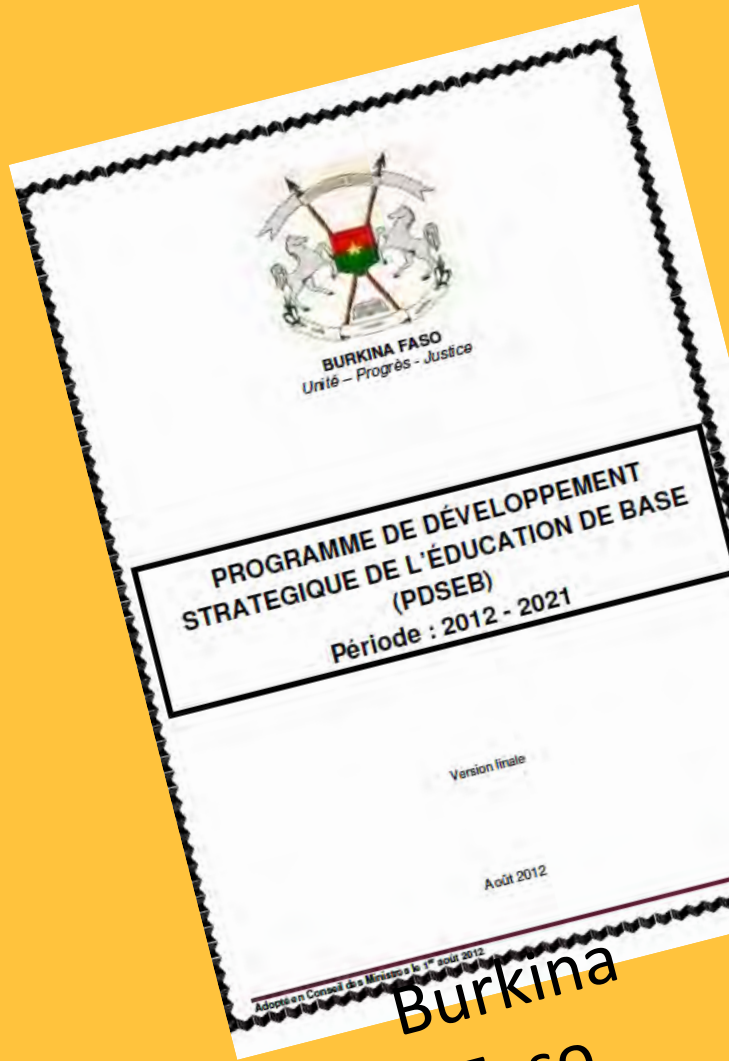 BURKINA FASO
Unité – Progrès - Justice
PROGRAMME DE DÉVELOPPEMENT
STRATEGIQUE DE L'ÉDUCATION DE BASE
(PDSEB)
Période : 2012 - 2021
Version finale
Août 2012
Adopté en Conseil des Ministres le 1er août 2012
Burkina
Faso